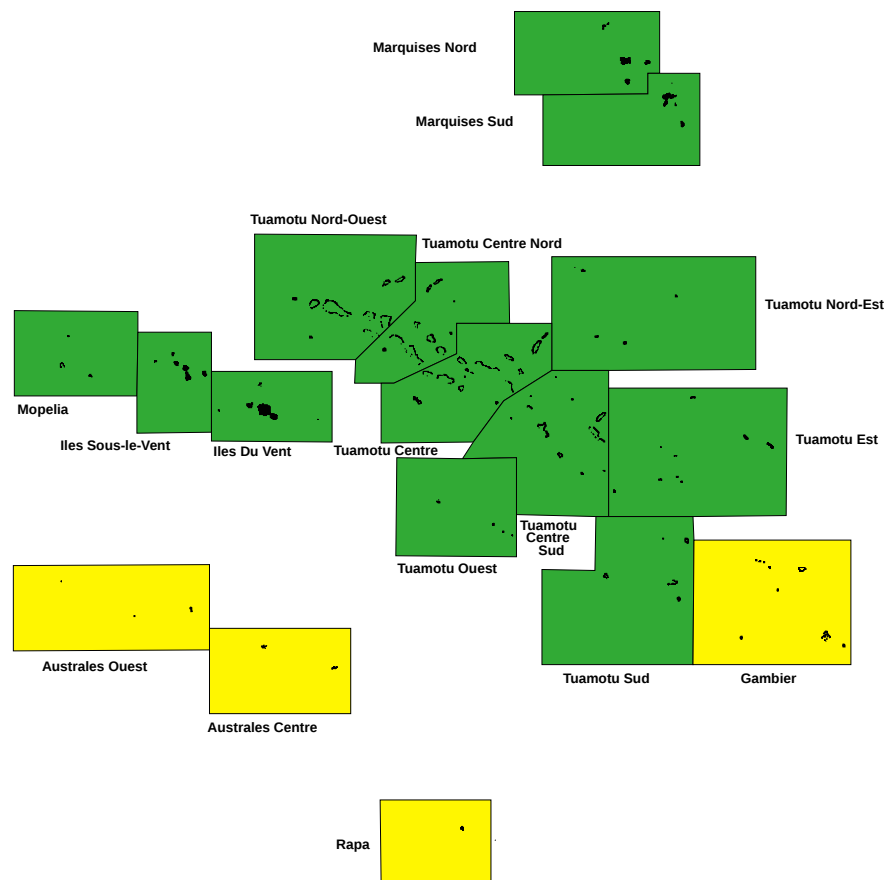 Marquises Nord
Marquises Sud
Tuamotu Nord-Ouest
Tuamotu Centre Nord
Tuamotu Nord-Est
Mopelia
Iles Sous-le-Vent
Iles Du Vent
Tuamotu Centre
Tuamotu Est
Tuamotu
Centre
Sud
Tuamotu Ouest
Australes Ouest
Tuamotu Sud
Gambier
Australes Centre
Rapa